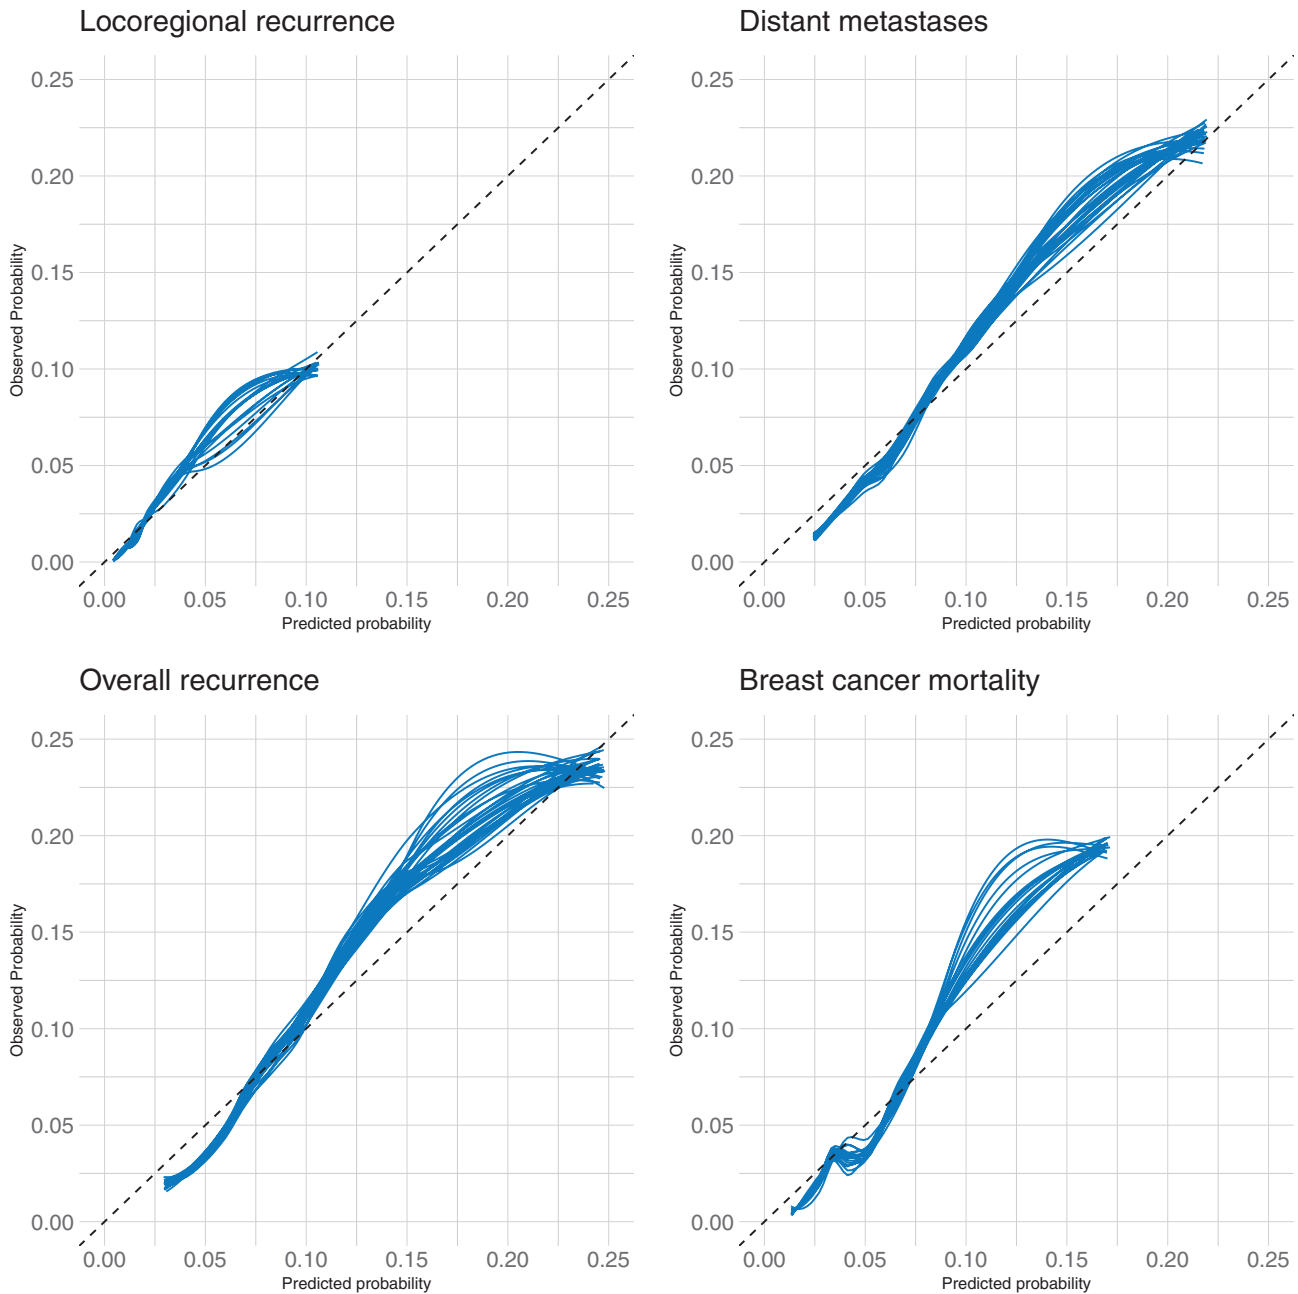 Locoregional recurrence
0.25
0.20
0.15
0.10
0.05
0.00
Observed Probability
0.00 0.05 0.10 0.15 0.20 0.25
Predicted probability
Distant metastases
0.25
0.20
0.15
0.10
0.05
0.00
Observed Probability
0.00 0.05 0.10 0.15 0.20 0.25
Predicted probability
Overall recurrence
0.25
0.20
0.15
0.10
0.05
0.00
Observed Probability
0.00 0.05 0.10 0.15 0.20 0.25
Predicted probability
Breast cancer mortality
0.25
0.20
0.15
0.10
0.05
0.00
Observed Probability
0.00 0.05 0.10 0.15 0.20 0.25
Predicted probability